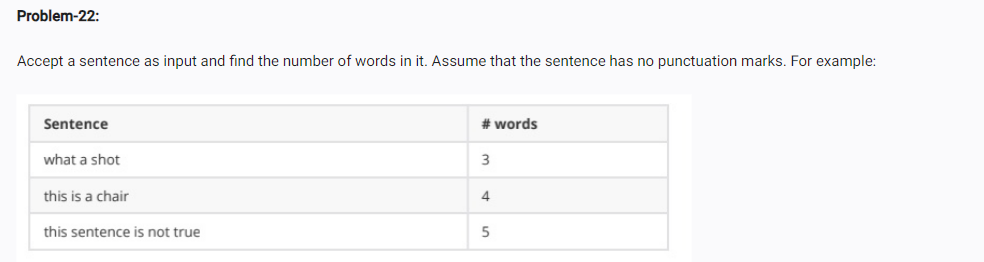 Problem-22:
Accept a sentence as input and find the number of words in it. Assume that the sentence has no punctuation marks. For example:
Sentence # words
what a shot 3
this is a chair 4
this sentence is not true 5